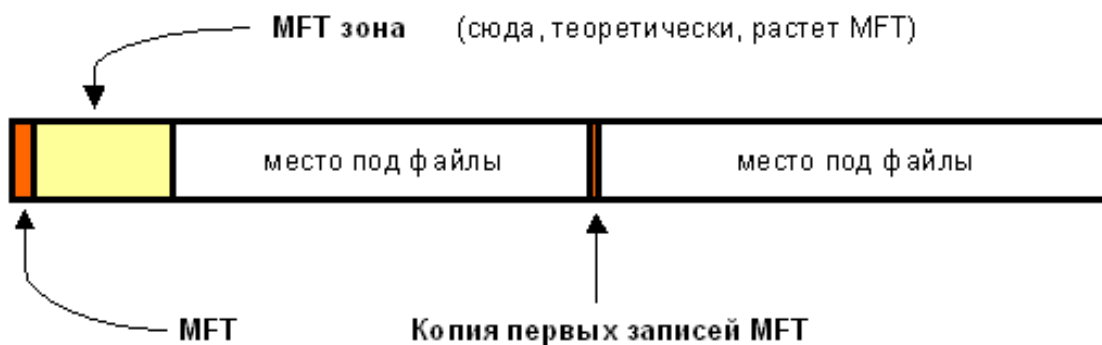 MFT зона (сюда, теоретически, растет MFT)
место под файлы место под файлы
MFT Копия первых записей MFT